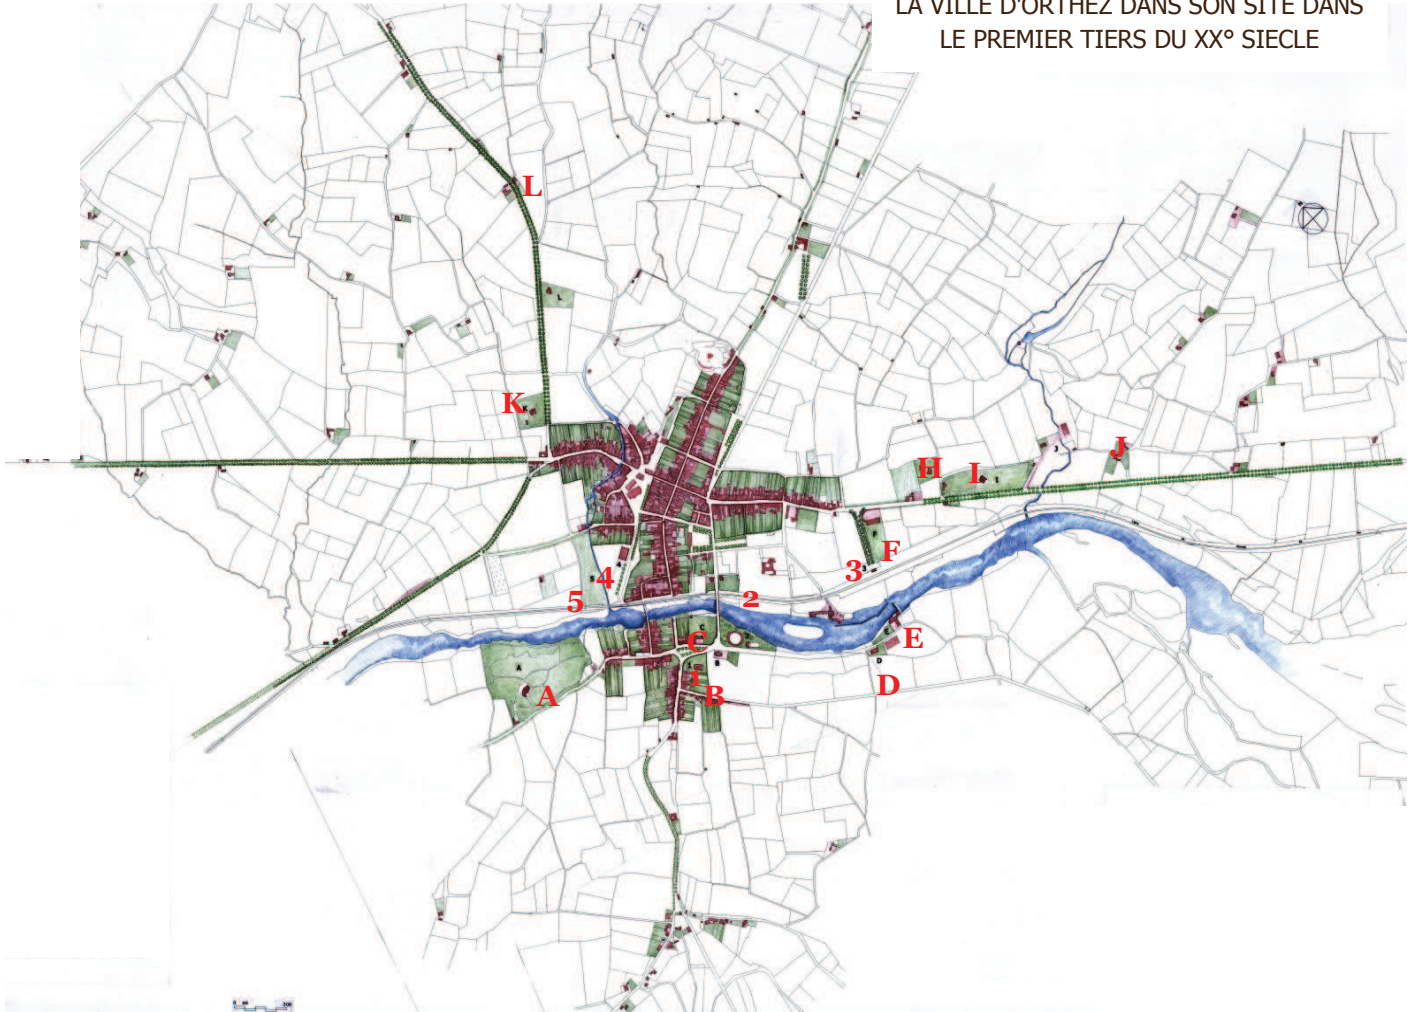 LA VILLE D'ORTHEZ DANS SON SITE DANS
LE PREMIER TIERS DU XX° SIECLE
L
K
H
I
J
F
3
4
5
2
C
E
1
A
B
D